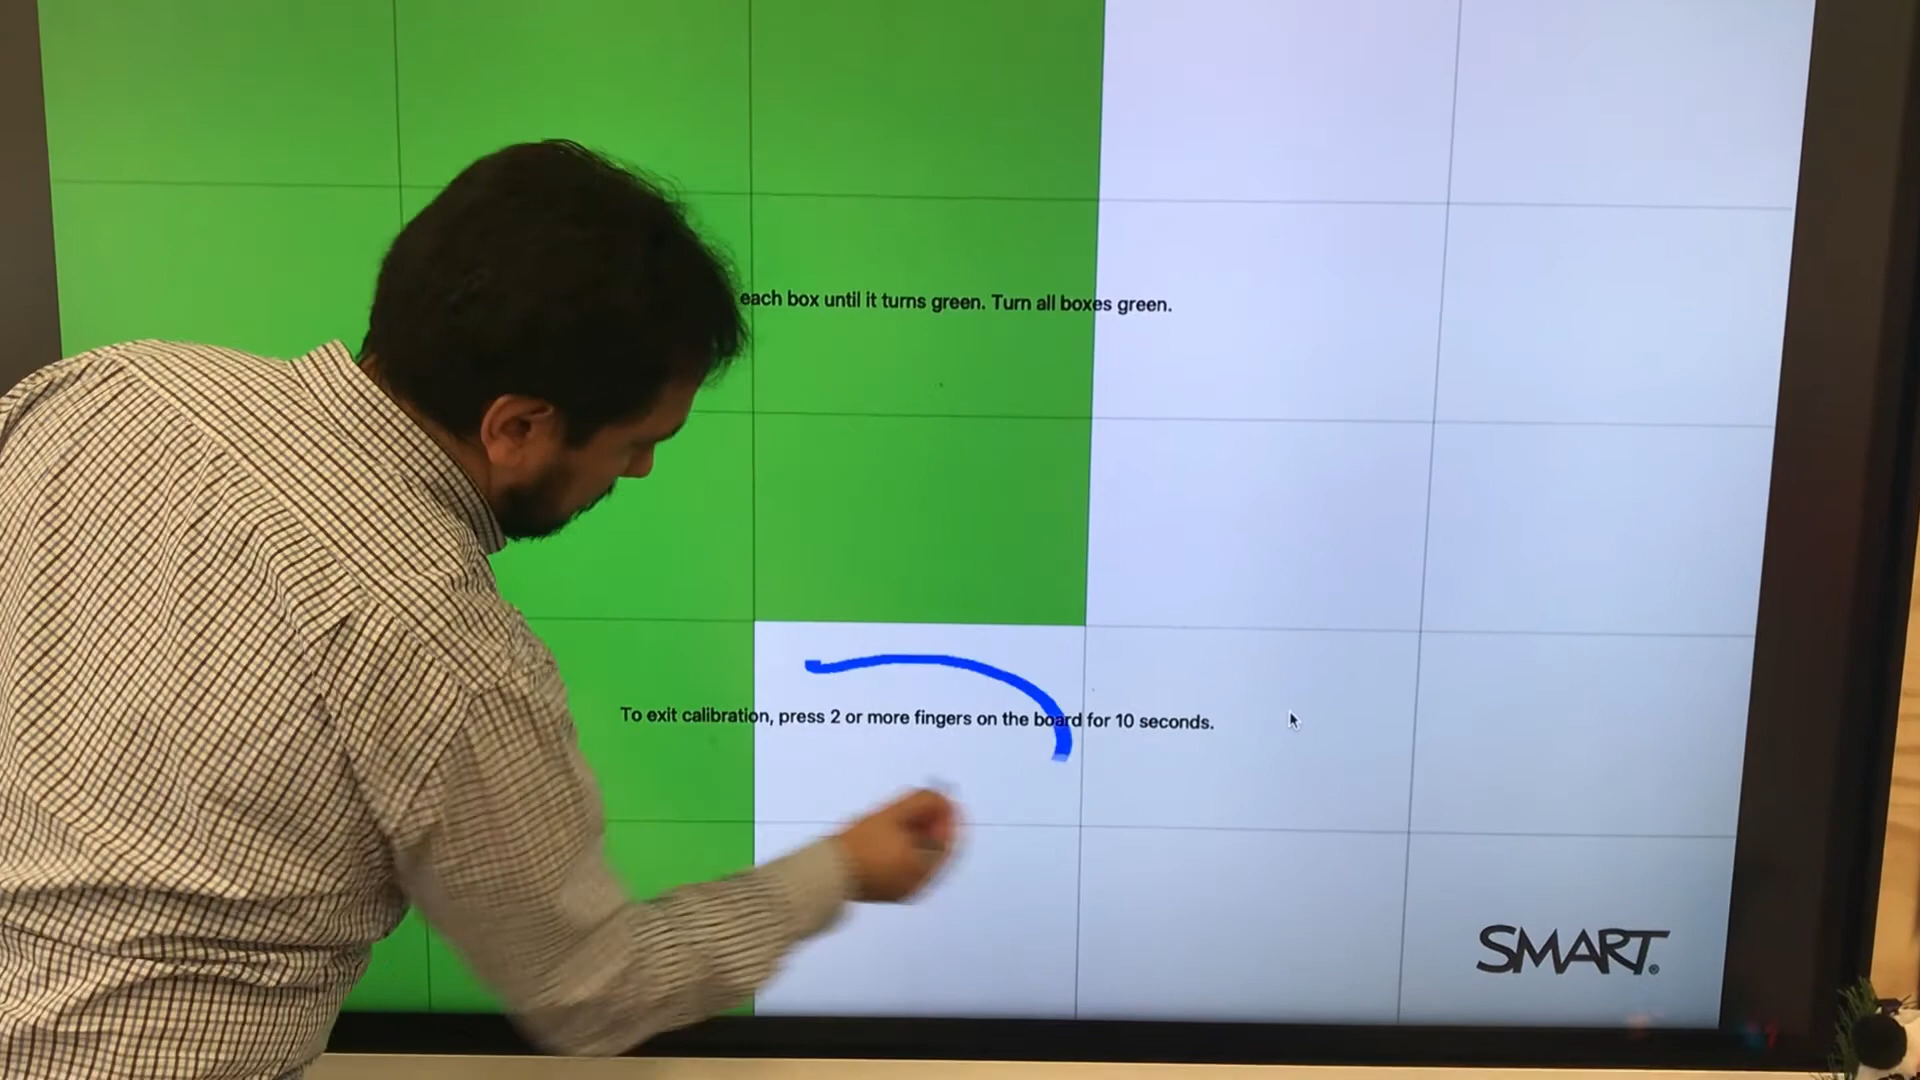 each box until it turns green. Turn all boxes green.
To exit calibration, press 2 or more fingers on the board for 10 seconds.
SMART